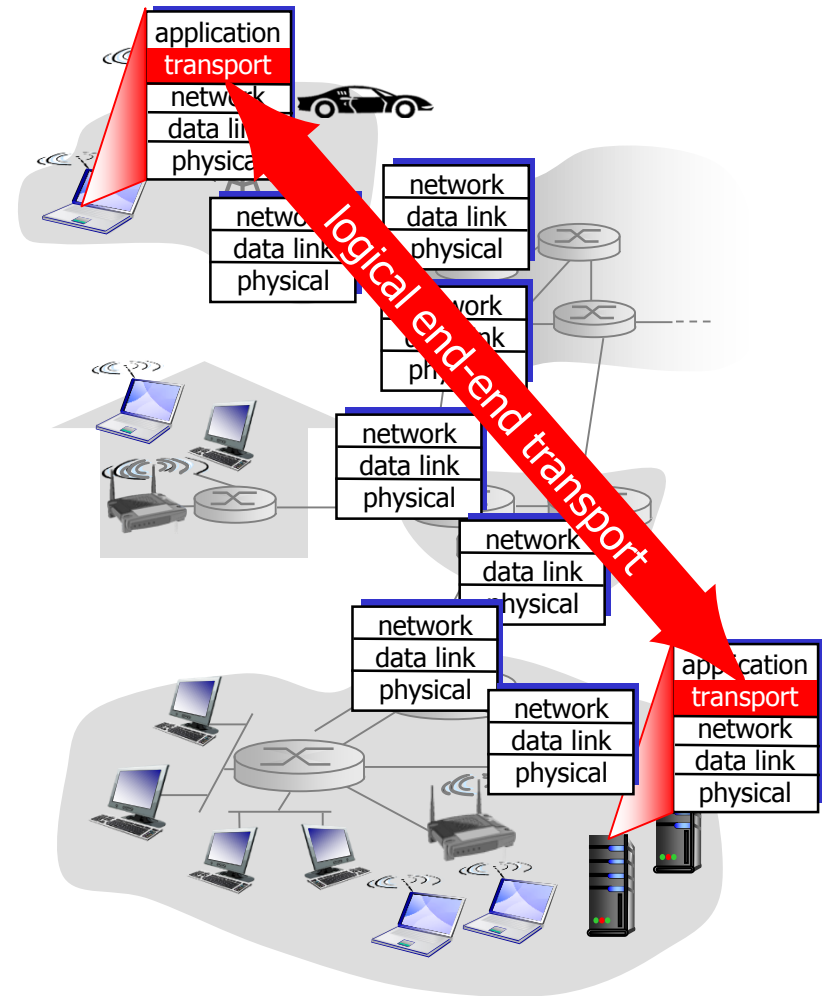 application
transport
network
data link
physical
network
data link
physical
network
data link
physical
network
physical
logical end-end transport
network
data link
physical
network
data link
physical
network
data link
physical
application
transport
network
data link
physical
network
data link
physical